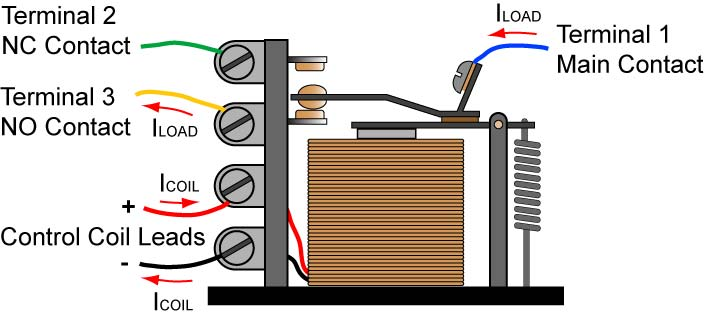 Terminal 2
NC Contact
Terminal 3
NO Contact
ILOAD
ICOIL
+
Control Coil Leads
-
ICOIL
ILOAD
Terminal 1
Main Contact